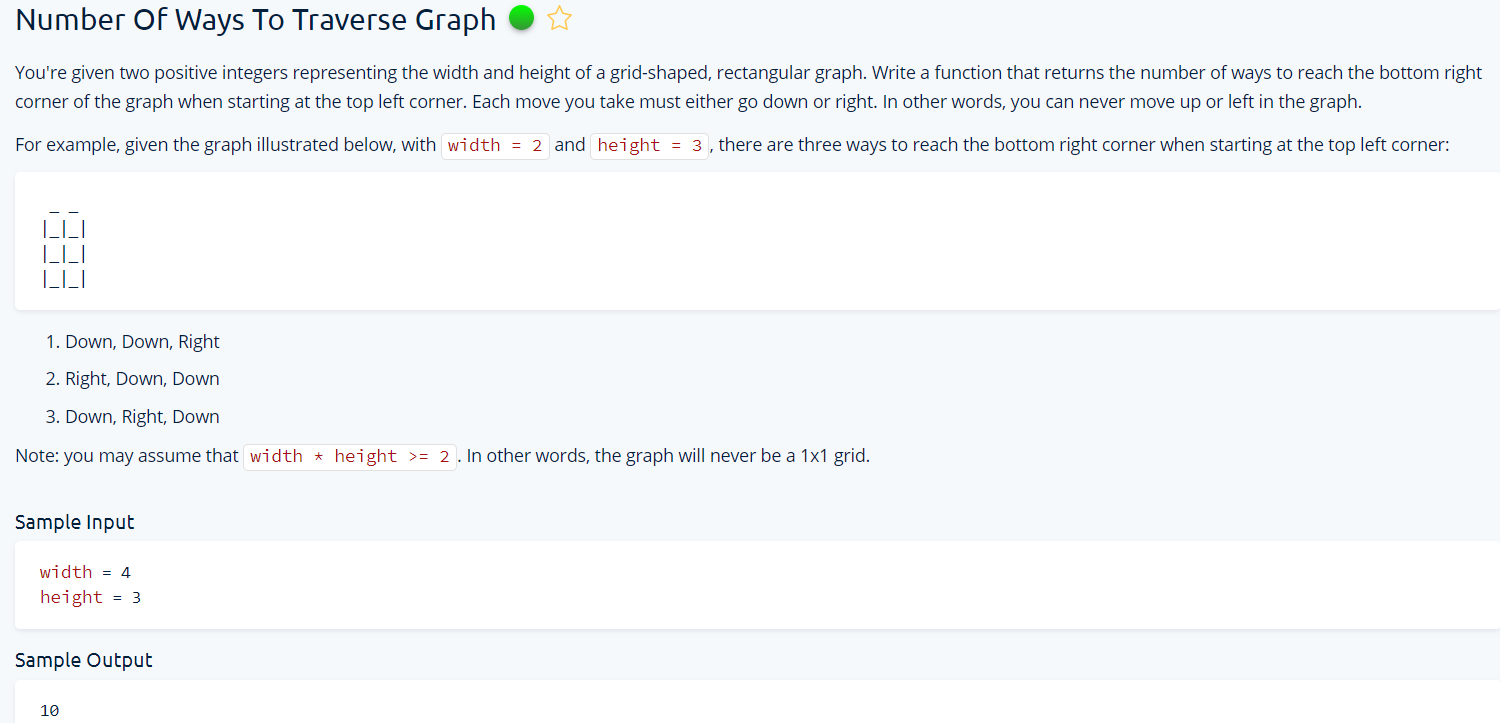 Number Of Ways To Traverse Graph
You're given two positive integers representing the width and height of a grid-shaped, rectangular graph. Write a function that returns the number of ways to reach the bottom right
corner of the graph when starting at the top left corner. Each move you take must either go down or right. In other words, you can never move up or left in the graph.
For example, given the graph illustrated below, with width = 2 and height = 3, there are three ways to reach the bottom right corner when starting at the top left corner:
_ _
|_|_|
|_|_|
|_|_|
1. Down, Down, Right
2. Right, Down, Down
3. Down, Right, Down
Note: you may assume that width * height >= 2. In other words, the graph will never be a 1x1 grid.
Sample Input
width = 4
height = 3
Sample Output
10